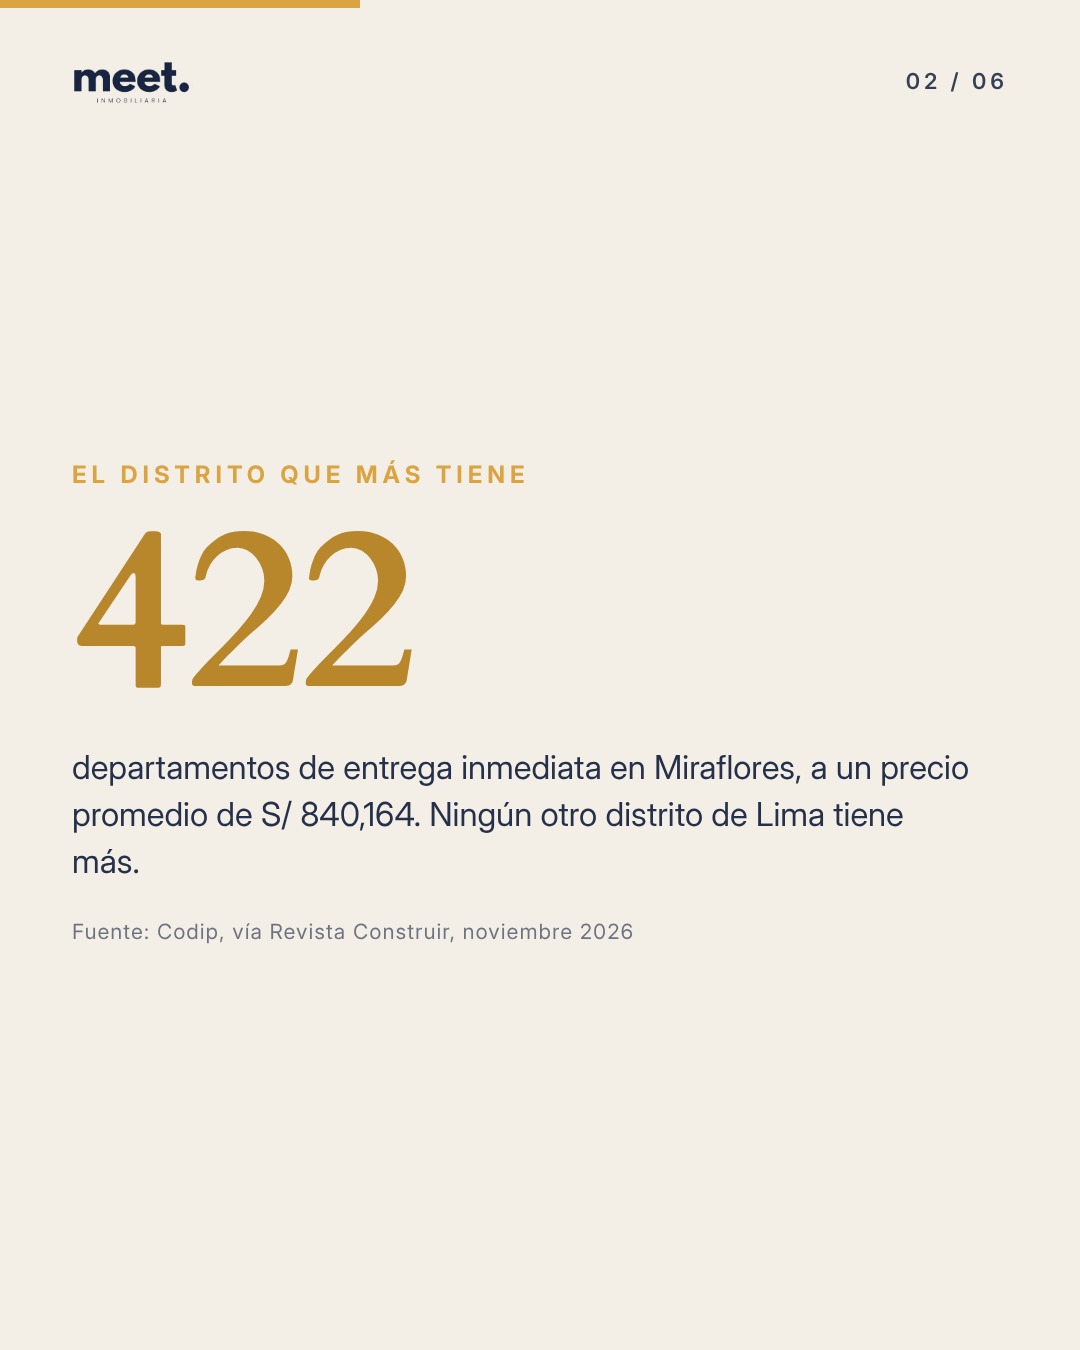 meet.
INMOBILIARIA
02 / 06
EL DISTRITO QUE MÁS TIENE
422
departamentos de entrega inmediata en Miraflores, a un precio
promedio de S/ 840,164. Ningún otro distrito de Lima tiene
más.
Fuente: Codip, vía Revista Construir, noviembre 2026